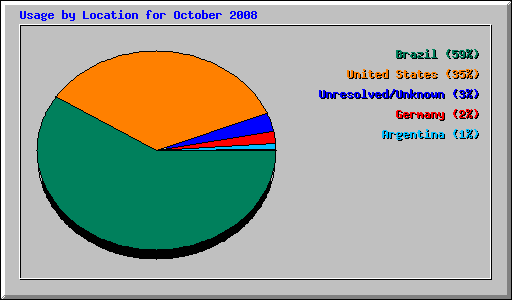 Usage by Location for October 2008
Brazil (59%)
United States (35%)
Unresolved/Unknown (3%)
Germany (2%)
Argentina (1%)